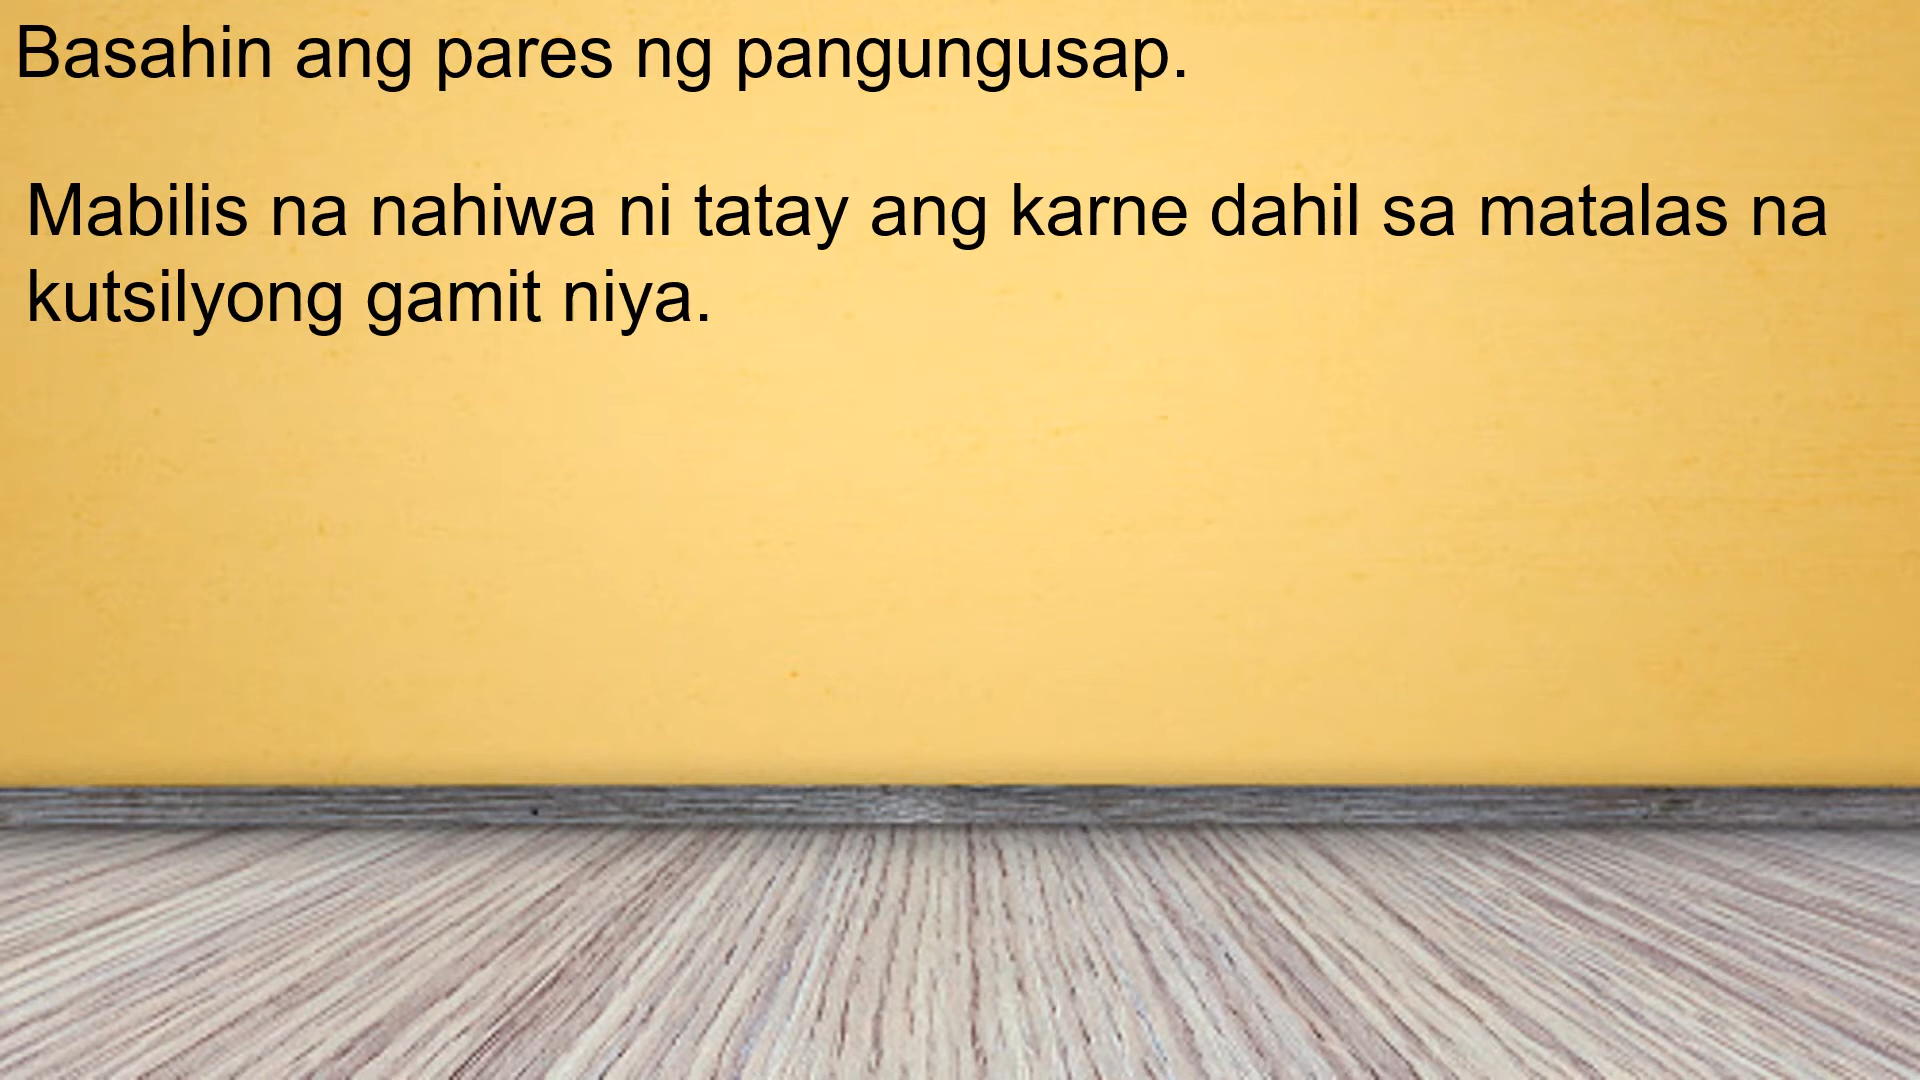 Basahin ang pares ng pangungusap.
Mabilis na nahiwa ni tatay ang karne dahil sa matalas na
kutsilyong gamit niya.